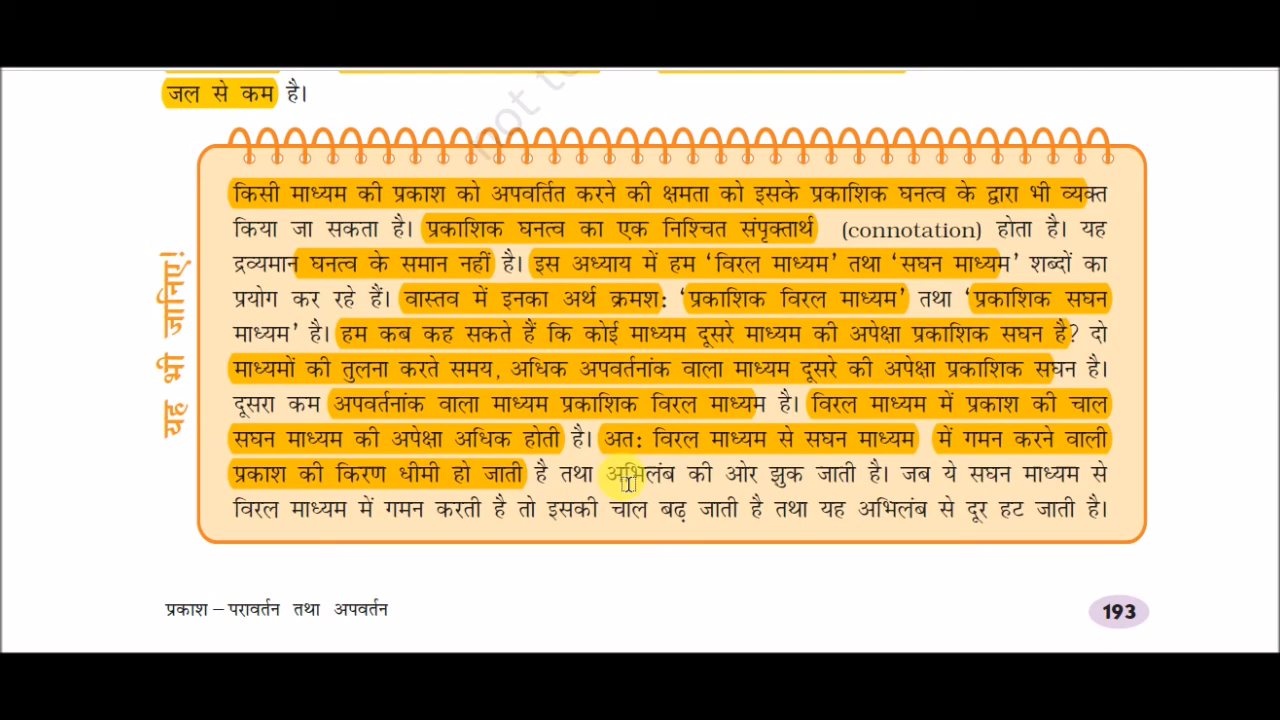 जल से कम है।
not t
किसी माध्यम की प्रकाश को अपवर्तित करने की क्षमता को इसके प्रकाशिक घनत्व के द्वारा भी व्यक्त
किया जा सकता है। प्रकाशिक घनत्व का एक निश्चित संपृक्तार्थ (connotation) होता है। यह
द्रव्यमान घनत्व के समान नहीं है। इस अध्याय में हम ‘विरल माध्यम’ तथा ‘सघन माध्यम’ शब्दों का
प्रयोग कर रहे हैं। वास्तव में इनका अर्थ क्रमश: ‘प्रकाशिक विरल माध्यम’ तथा ‘प्रकाशिक सघन
माध्यम’ है। हम कब कह सकते हैं कि कोई माध्यम दूसरे माध्यम की अपेक्षा प्रकाशिक सघन है? दो
माध्यमों की तुलना करते समय, अधिक अपवर्तनांक वाला माध्यम दूसरे की अपेक्षा प्रकाशिक सघन है।
दूसरा कम अपवर्तनांक वाला माध्यम प्रकाशिक विरल माध्यम है। विरल माध्यम में प्रकाश की चाल
सघन माध्यम की अपेक्षा अधिक होती है। अत: विरल माध्यम से सघन माध्यम में गमन करने वाली
प्रकाश की किरण धीमी हो जाती है तथा अभिलंब की ओर झुक जाती है। जब ये सघन माध्यम से
विरल माध्यम में गमन करती है तो इसकी चाल बढ़ जाती है तथा यह अभिलंब से दूर हट जाती है।
यह भी जानिए!
प्रकाश – परावर्तन तथा अपवर्तन
193